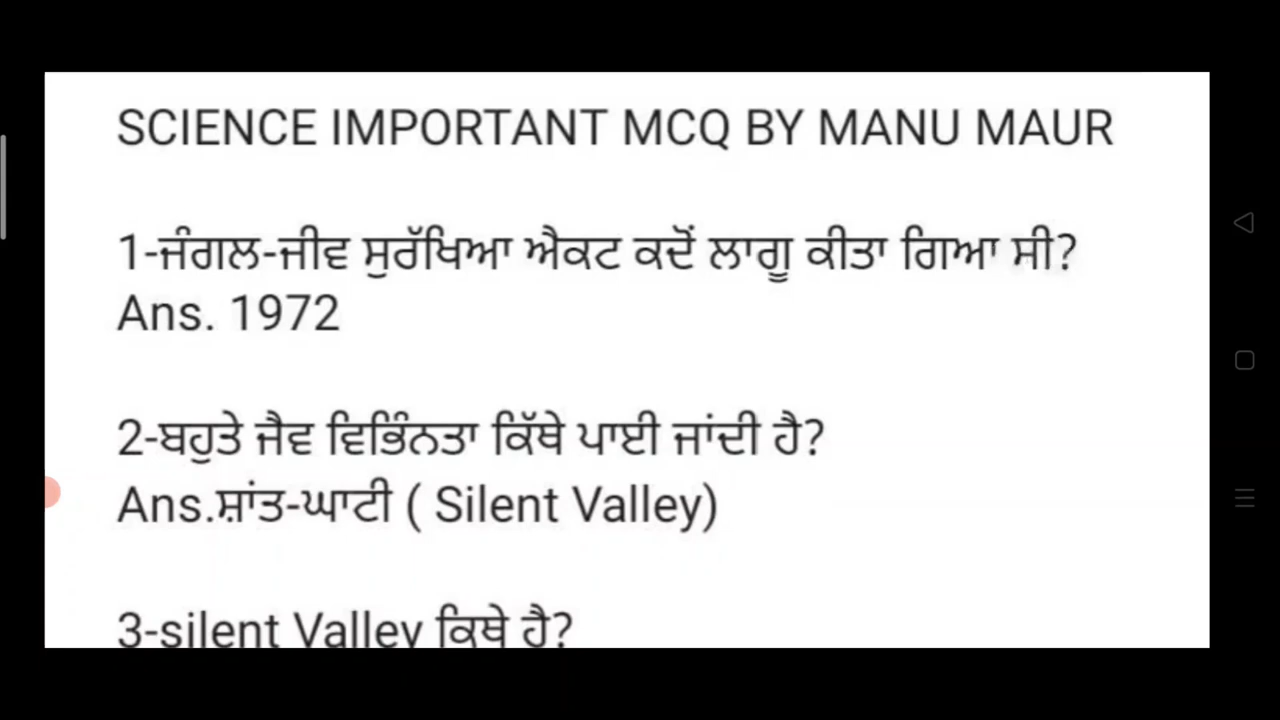 SCIENCE IMPORTANT MCQ BY MANU MAUR
1-ਜੰਗਲ-ਜੀਵ ਸੁਰੱਖਿਆ ਐਕਟ ਕਦੋਂ ਲਾਗੂ ਕੀਤਾ ਗਿਆ ਸੀ?
Ans. 1972
2-ਬਹੁਤੇ ਜੈਵ ਵਿਭਿੰਨਤਾ ਕਿੱਥੇ ਪਾਈ ਜਾਂਦੀ ਹੈ?
Ans.ਸ਼ਾਂਤ-ਘਾਟੀ ( Silent Valley)
3-silent Valley ਕਿਥੇ ਹੈ?